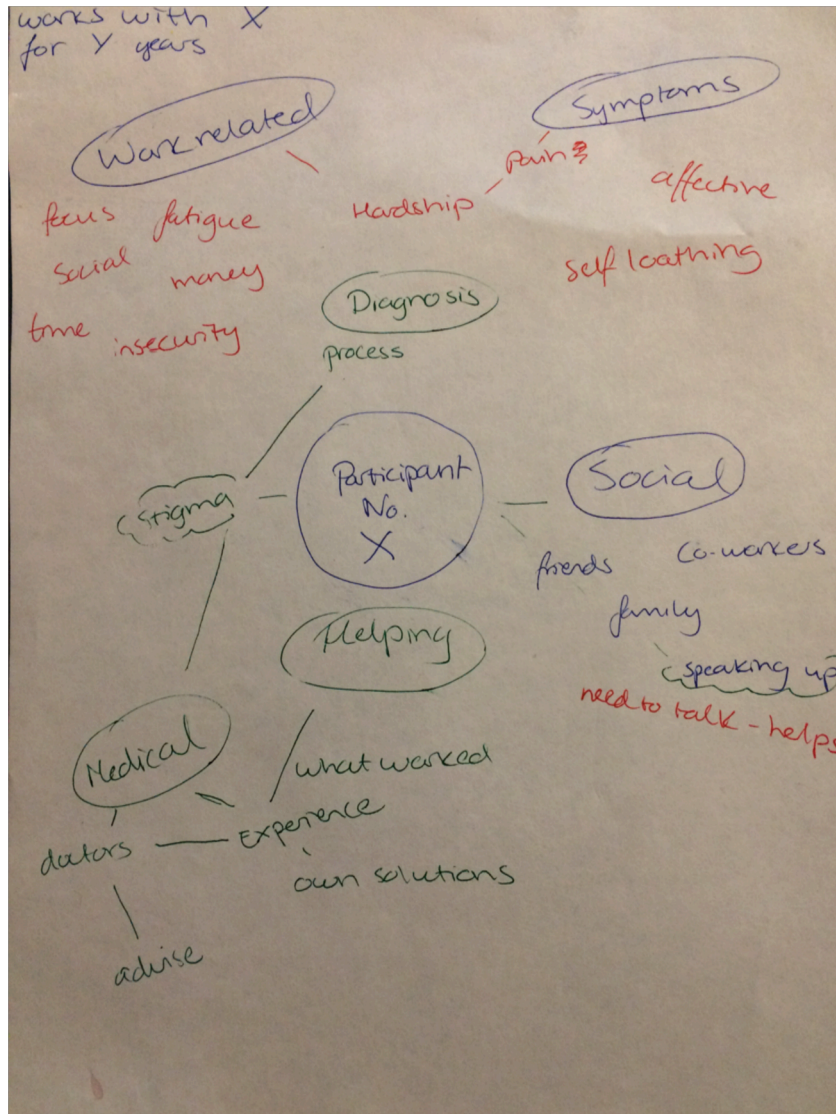 works with X
for Y years
Work related
Symptoms
Pain
Hardship
affective
self loathing
focus fatigue
social money
time insecurity
Diagnosis
process
Stigma
Participant
No.
X
Social
friends
co-workers
family
speaking up
need to talk - helps
Helping
Medical
what worked
Experience
doctors
own solutions
advise